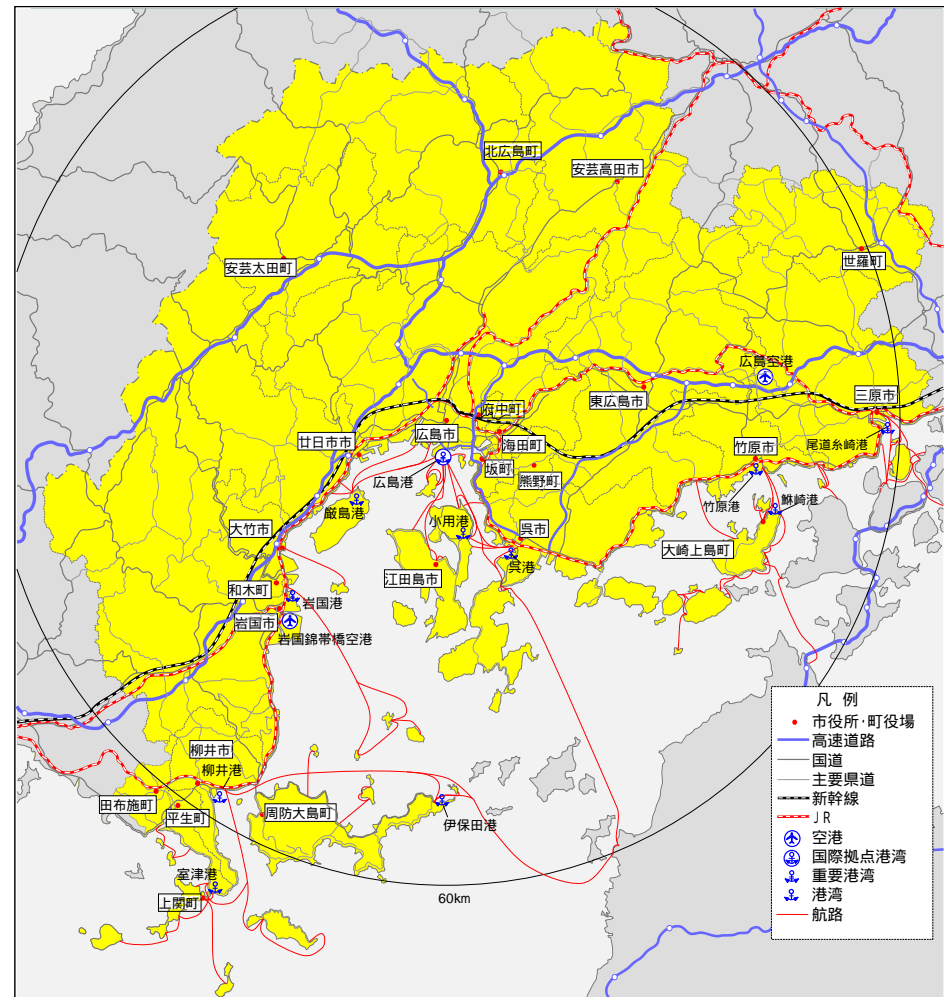 北広島町
安芸高田市
世羅町
安芸太田町
広島空港
東広島市
三原市
府中町
広島市
廿日市市
海田町
尾道糸崎港
坂町
竹原市
熊野町
広島港
竹原港
厳島港
鮴崎港
小用港
大竹市
大崎上島町
呉市
呉港
江田島市
和木町
岩国港
岩国市
岩国錦帯橋空港
柳井市
柳井港
田布施町
平生町
周防大島町
伊保田港
室津港
上関町
60km
凡 例
市役所・町役場
高速道路
国道
主要県道
新幹線
JR
空港
国際拠点港湾
重要港湾
港湾
航路